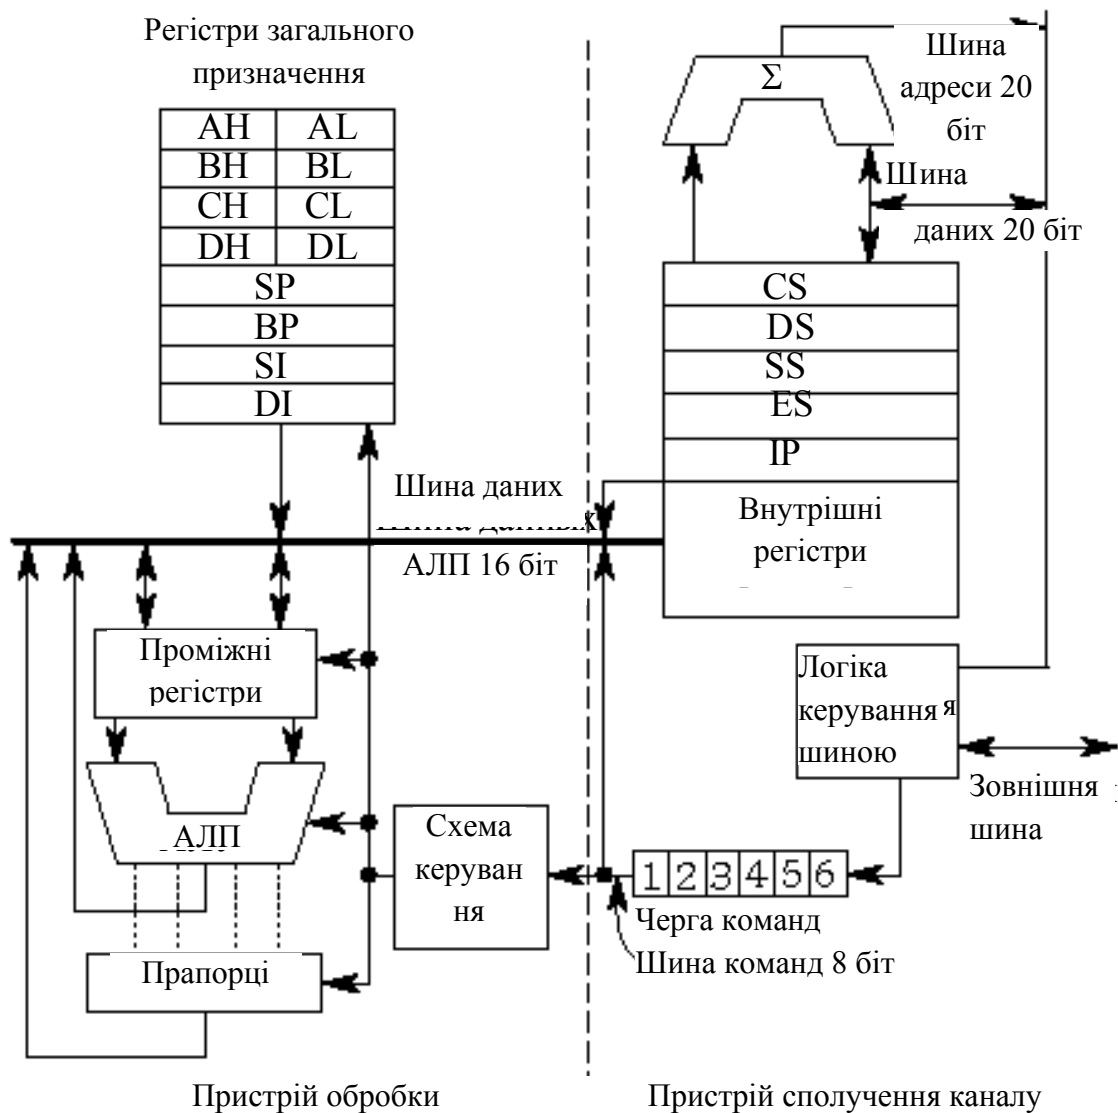 Регістри загального
призначення
AH AL
BH BL
CH CL
DH DL
SP
BP
SI
DI
Шина даних
АЛП 16 біт
Проміжні
регістри
АЛП
Прапорці
Схема
керуван
ня
Пристрій обробки
Σ
Шина
адреси 20
біт
Шина
даних 20 біт
CS
DS
SS
ES
IP
Внутрішні
регістри
Логіка
керування
шиною
Зовнішня
шина
1 2 3 4 5 6
Черга команд
Шина команд 8 біт
Пристрій сполучення каналу